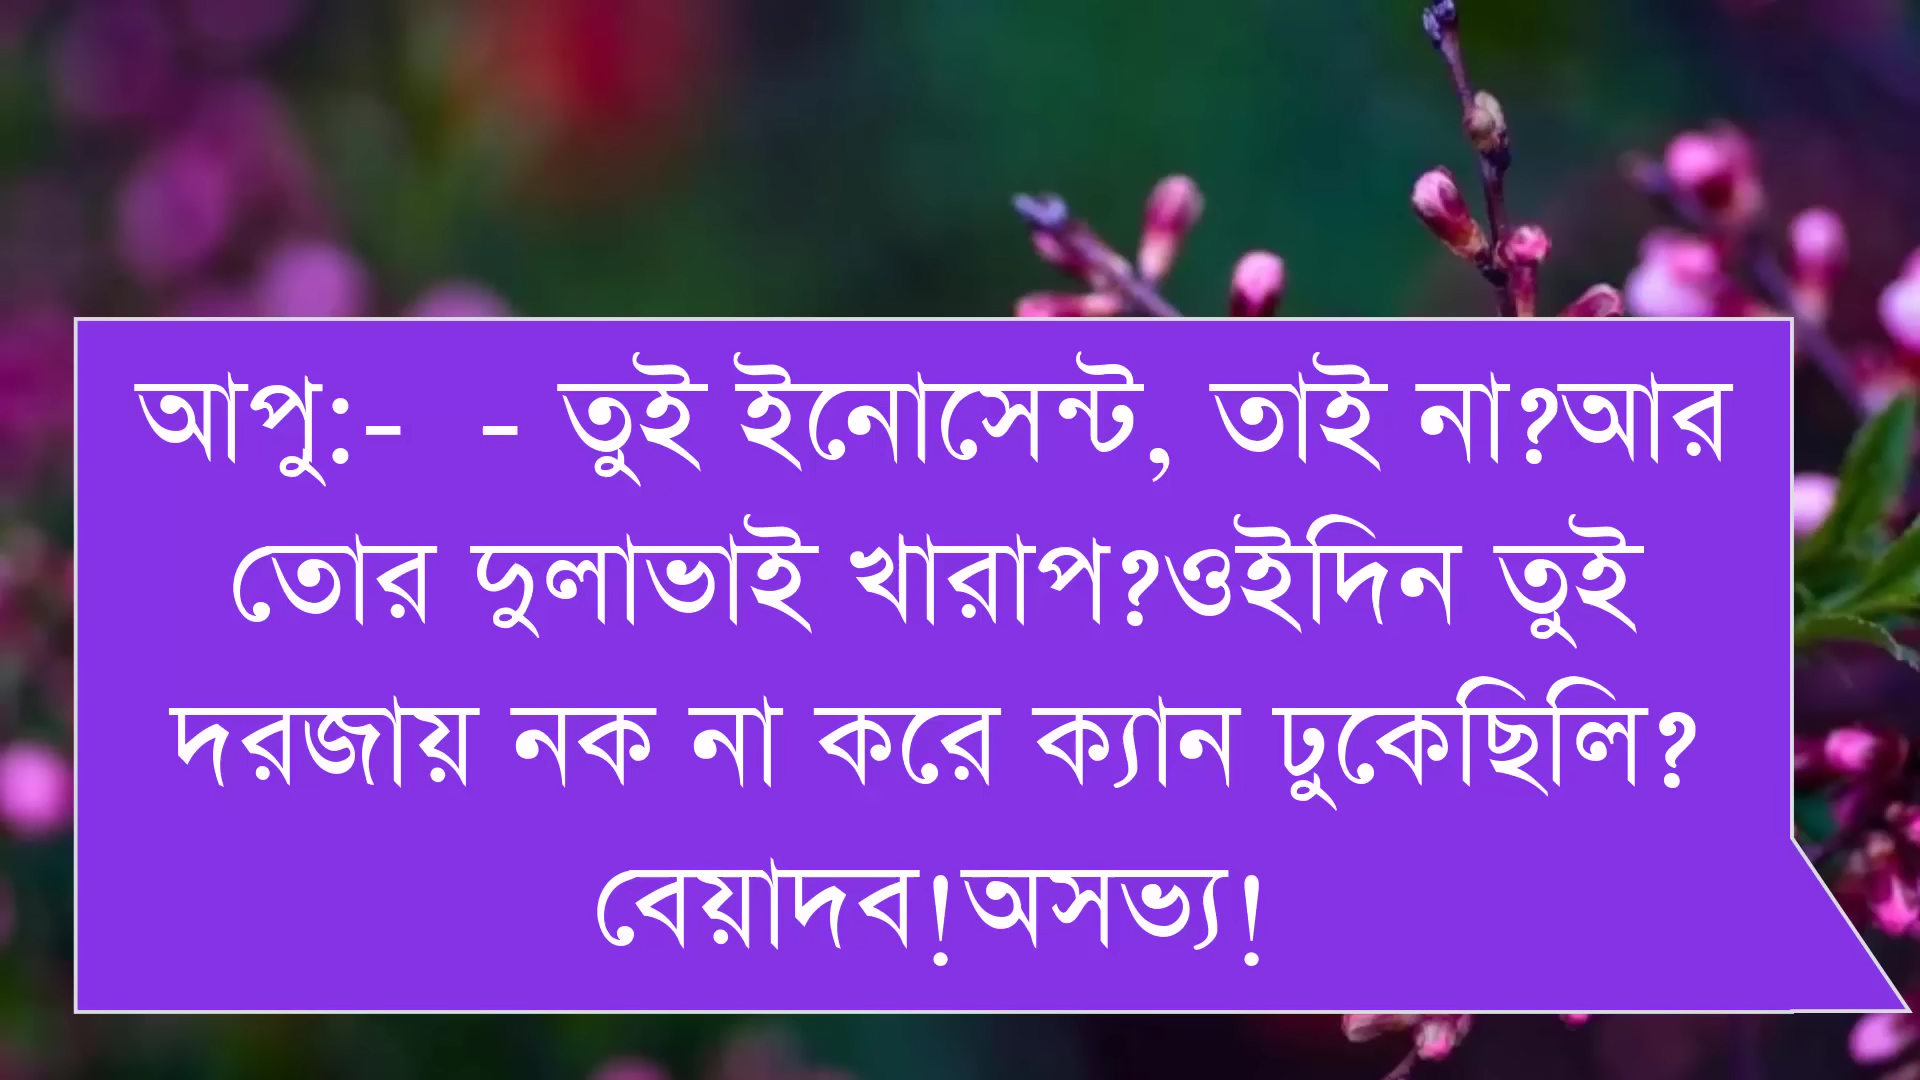 আপু:-  - তুই ইনোসেন্ট, তাই না?আর
তোর দুলাভাই খারাপ?ওইদিন তুই
দরজায় নক না করে ক্যান ঢুকেছিলি?
বেয়াদব!অসভ্য!